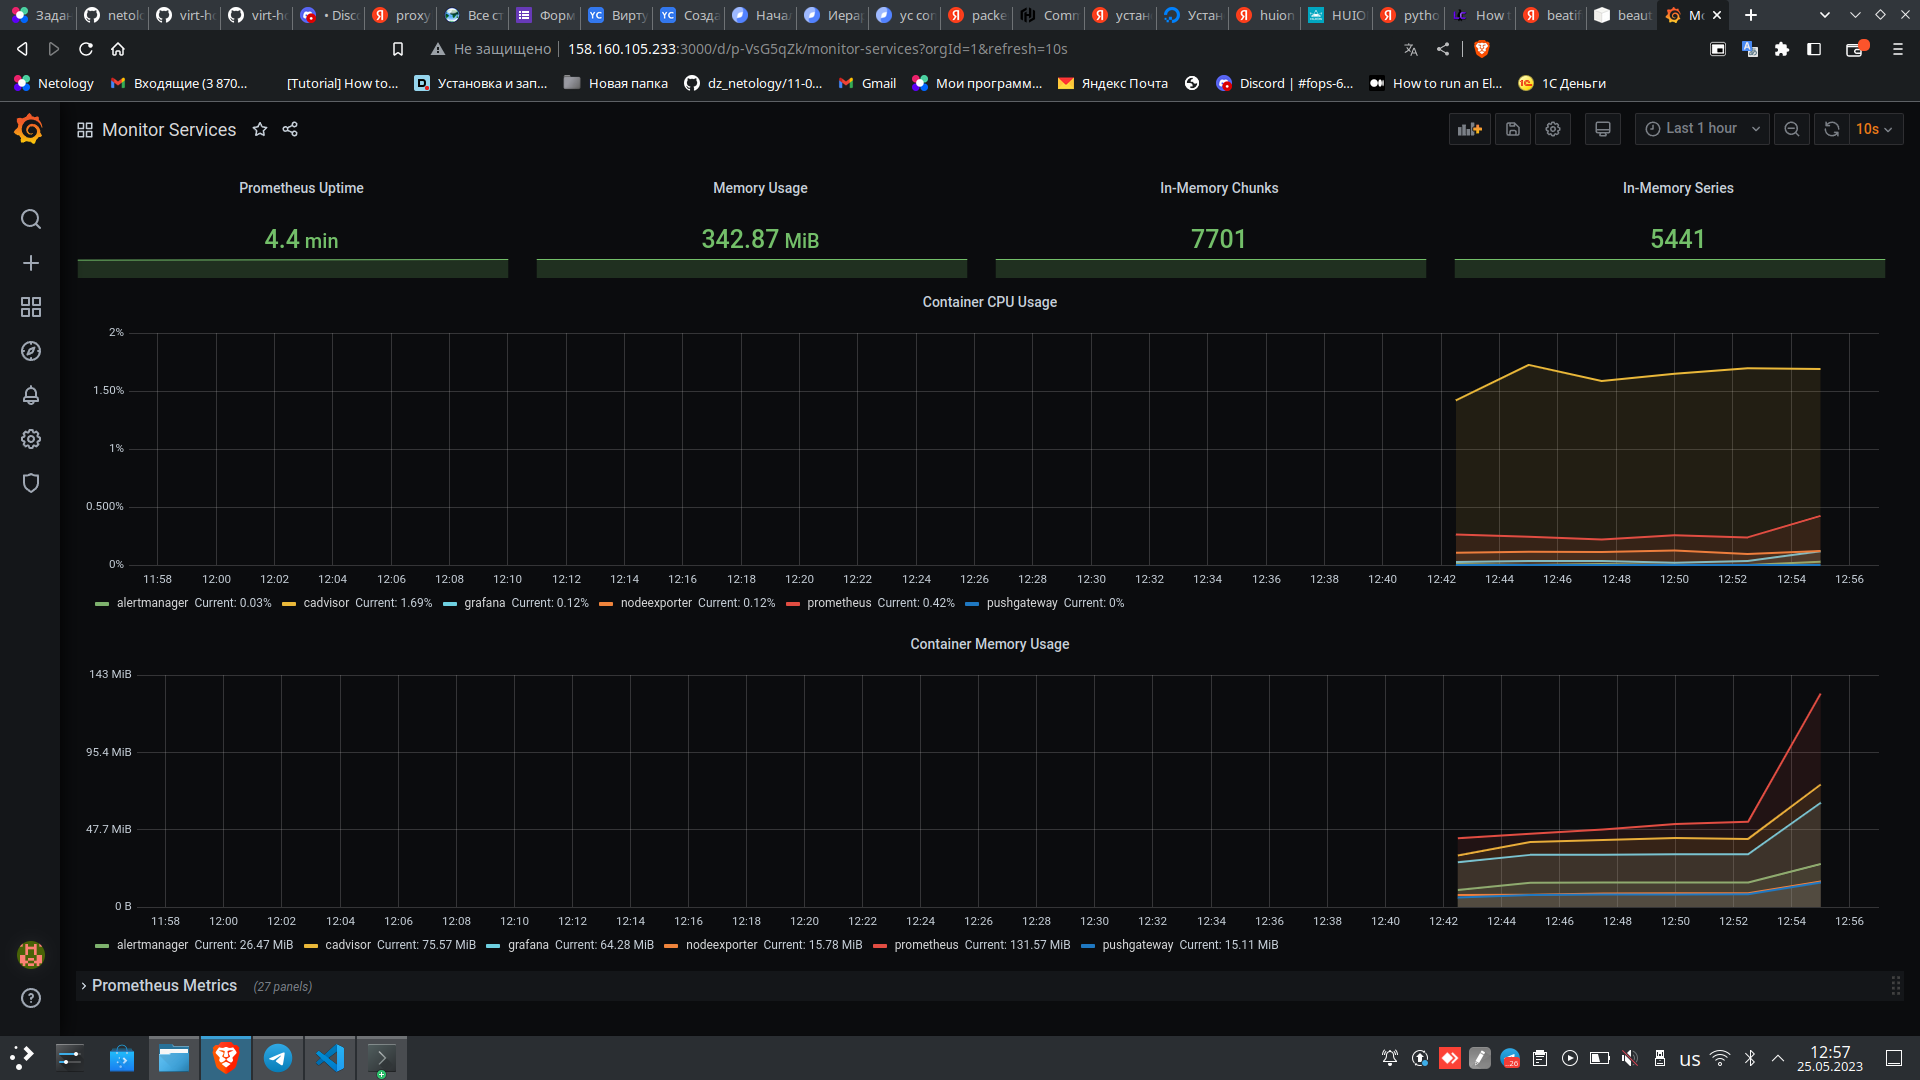 Задан
netolo
virt-ho
virt-ho
• Disco
proxy
Все ст
Форм
Вирту
Созда
Начал
Иерар
yc con
packe
Comm
устан
Устан
huion
HUIO
pytho
How t
beatif
beaut
Mo
Не защищено 158.160.105.233:3000/d/p-VsG5qZk/monitor-services?orgId=1&refresh=10s
Netology Входящие (3 870... [Tutorial] How to... Установка и зап... Новая папка dz_netology/11-0... Gmail Мои программ... Яндекс Почта Discord | #fops-6... How to run an El... 1С Деньги
Monitor Services
Last 1 hour
10s
Prometheus Uptime
4.4 min
Memory Usage
342.87 MiB
In-Memory Chunks
7701
In-Memory Series
5441
Container CPU Usage
2%
1.50%
1%
0.500%
0%
11:58 12:00 12:02 12:04 12:06 12:08 12:10 12:12 12:14 12:16 12:18 12:20 12:22 12:24 12:26 12:28 12:30 12:32 12:34 12:36 12:38 12:40 12:42 12:44 12:46 12:48 12:50 12:52 12:54 12:56
alertmanager Current: 0.03% cadvisor Current: 1.69% grafana Current: 0.12% nodeexporter Current: 0.12% prometheus Current: 0.42% pushgateway Current: 0%
Container Memory Usage
143 MiB
95.4 MiB
47.7 MiB
0 B
11:58 12:00 12:02 12:04 12:06 12:08 12:10 12:12 12:14 12:16 12:18 12:20 12:22 12:24 12:26 12:28 12:30 12:32 12:34 12:36 12:38 12:40 12:42 12:44 12:46 12:48 12:50 12:52 12:54 12:56
alertmanager Current: 26.47 MiB cadvisor Current: 75.57 MiB grafana Current: 64.28 MiB nodeexporter Current: 15.78 MiB prometheus Current: 131.57 MiB pushgateway Current: 15.11 MiB
Prometheus Metrics (27 panels)
us
12:57
25.05.2023